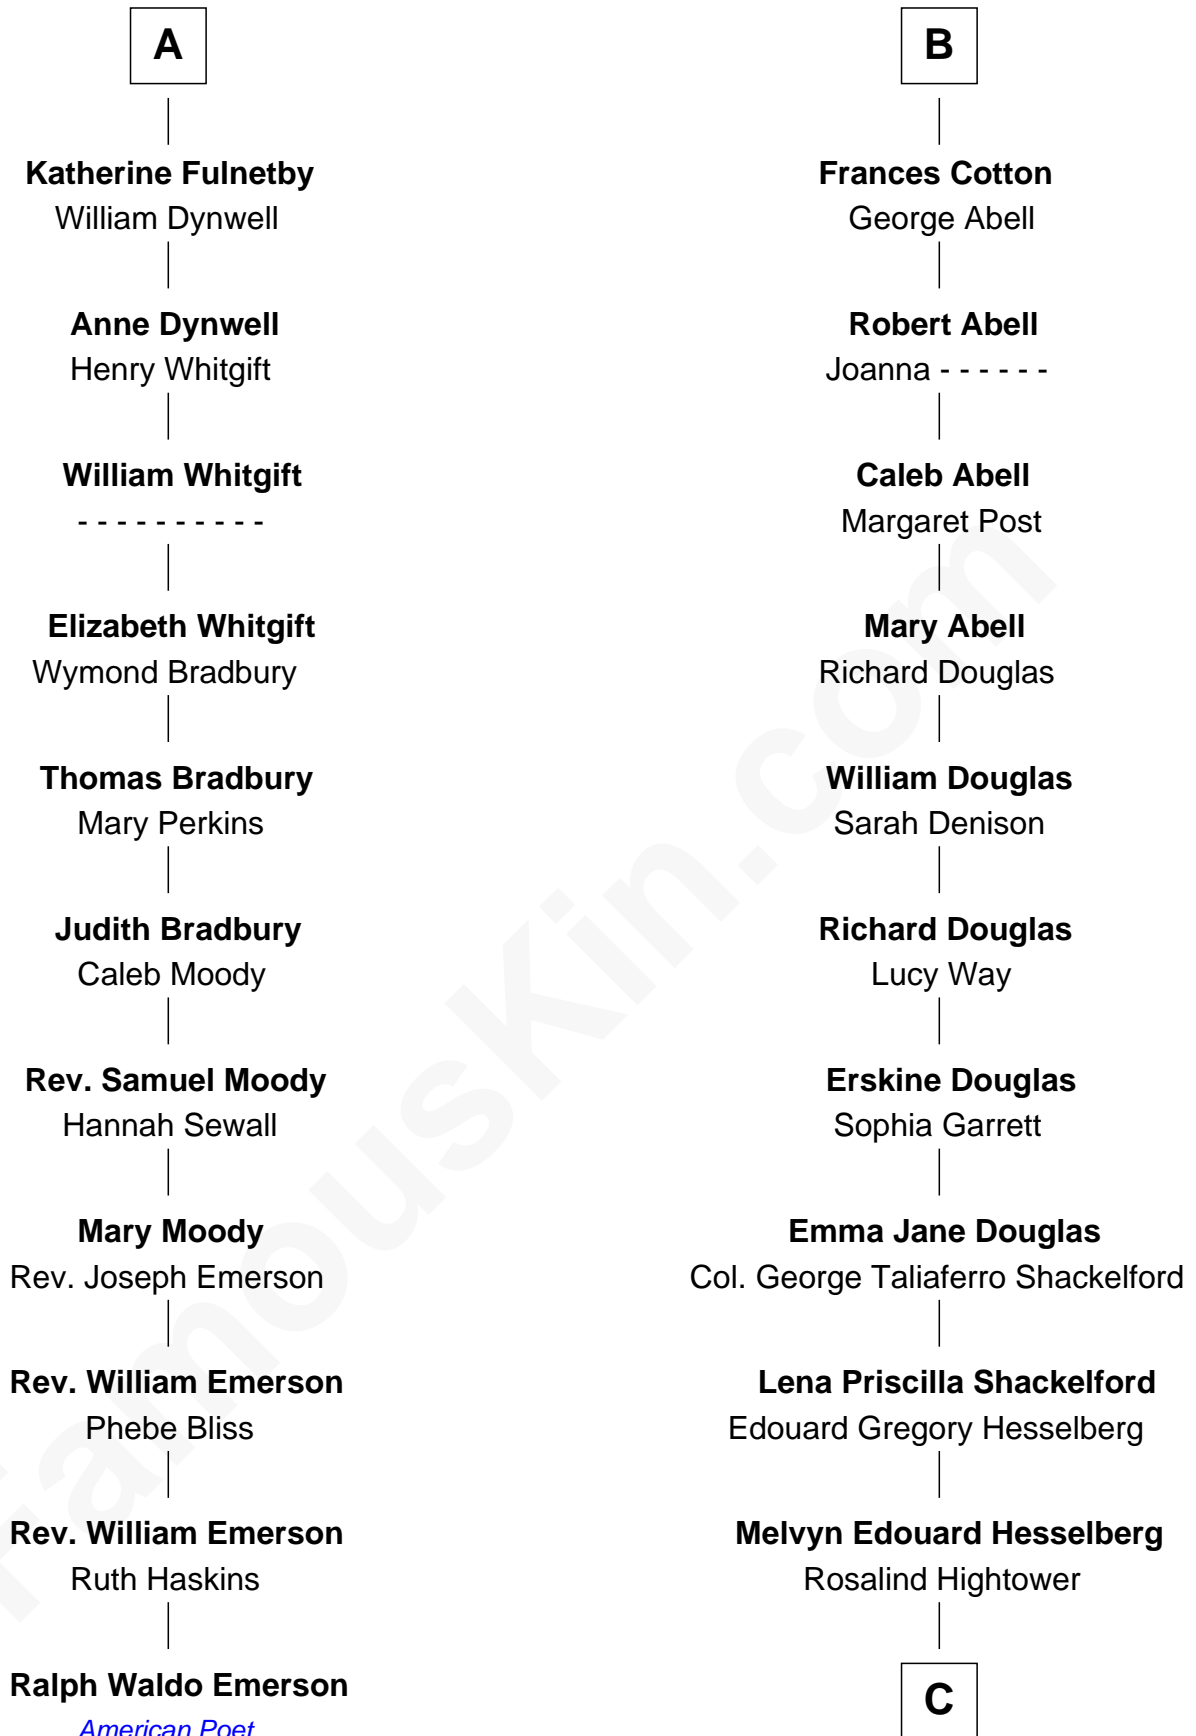 A
Katherine Fulnetby
William Dynwell
Anne Dynwell
Henry Whitgift
William Whitgift
- - - - - - - - - -
Elizabeth Whitgift
Wymond Bradbury
Thomas Bradbury
Mary Perkins
Judith Bradbury
Caleb Moody
Rev. Samuel Moody
Hannah Sewall
Mary Moody
Rev. Joseph Emerson
Rev. William Emerson
Phebe Bliss
Rev. William Emerson
Ruth Haskins
Ralph Waldo Emerson
American Poet
B
Frances Cotton
George Abell
Robert Abell
Joanna - - - - - -
Caleb Abell
Margaret Post
Mary Abell
Richard Douglas
William Douglas
Sarah Denison
Richard Douglas
Lucy Way
Erskine Douglas
Sophia Garrett
Emma Jane Douglas
Col. George Taliaferro Shackelford
Lena Priscilla Shackelford
Edouard Gregory Hesselberg
Melvyn Edouard Hesselberg
Rosalind Hightower
C
FamousKin.com